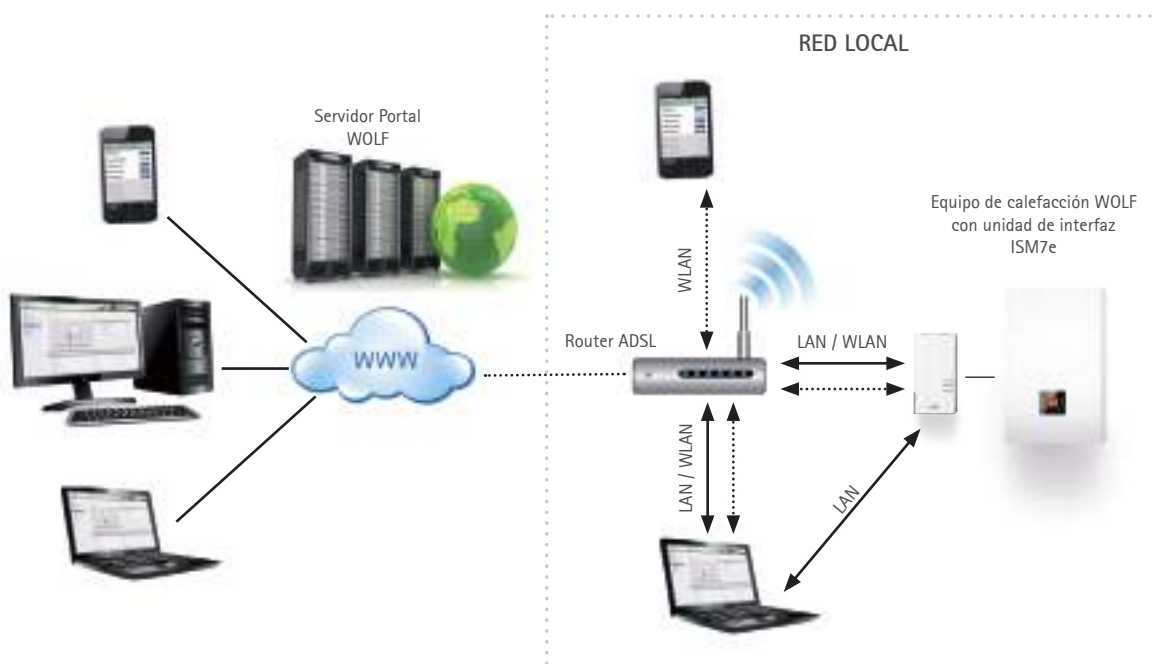 RED LOCAL
Servidor Portal
WOLF
Equipo de calefacción WOLF
con unidad de interfaz
ISM7e
WLAN
Router ADSL
LAN / WLAN
WWW
LAN / WLAN
LAN